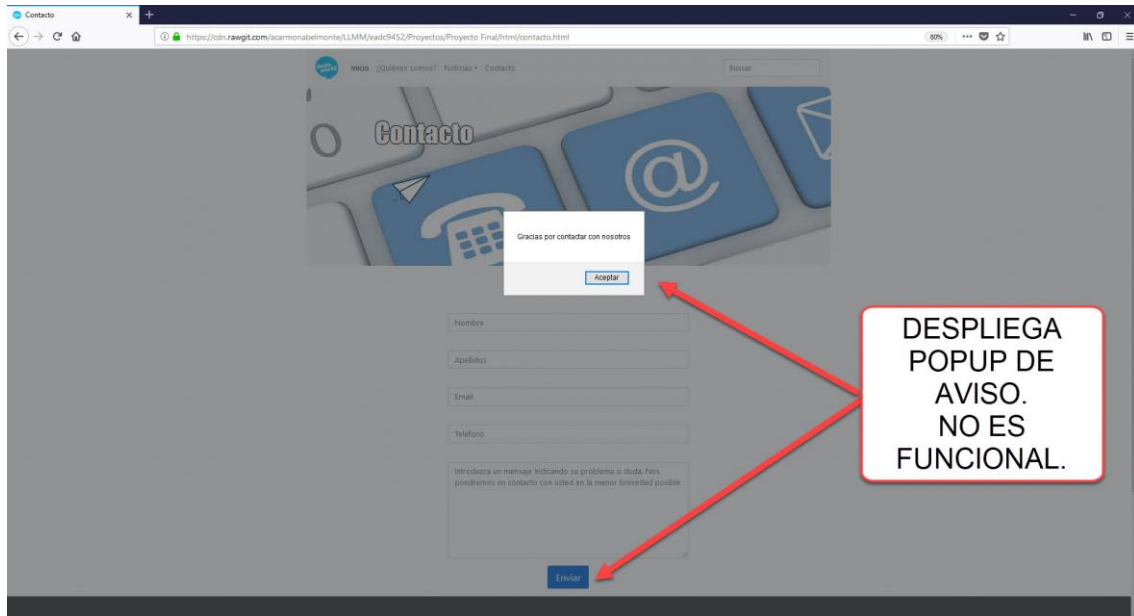 Contacto
https://cdn.rawgit.com/acarmonabelmonte/LLMM/eadc9452/Proyectos/Proyecto Final/html/contacto.html
80%
Inicio ¿Quiénes somos? Noticias Contacto
Buscar
Contacto
Gracias por contactar con nosotros
Aceptar
Nombre
Apellidos
Email
Teléfono
Introduzca un mensaje indicando su problema o duda. Nos
pondremos en contacto con usted en la menor brevedad posible
Enviar
DESPLIEGA
POPUP DE
AVISO.
NO ES
FUNCIONAL.